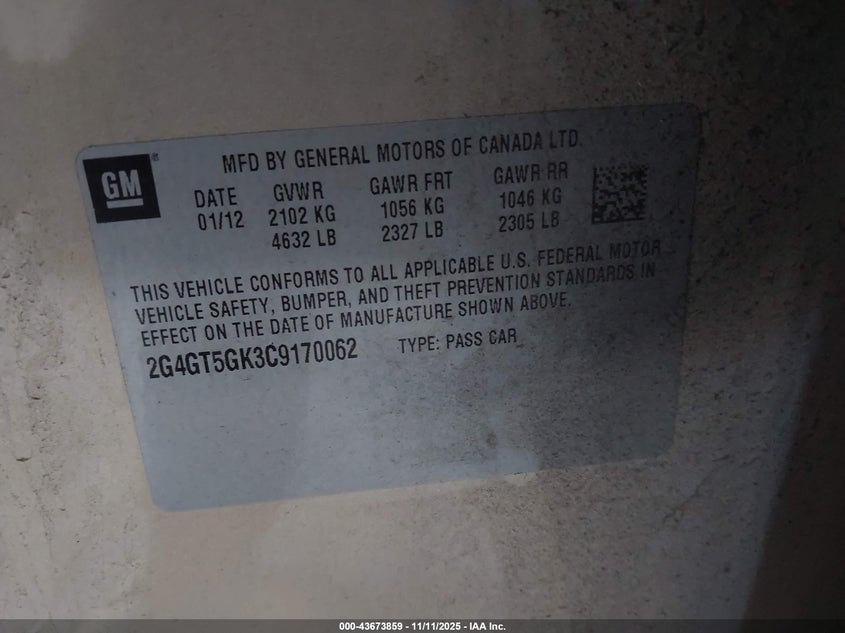 GM®
MFD BY GENERAL MOTORS OF CANADA LTD.
DATE GVWR GAWR FRT GAWR RR
01/12 2102 KG 1056 KG 1046 KG
4632 LB 2327 LB 2305 LB
THIS VEHICLE CONFORMS TO ALL APPLICABLE U.S. FEDERAL MOTOR
VEHICLE SAFETY, BUMPER, AND THEFT PREVENTION STANDARDS IN
EFFECT ON THE DATE OF MANUFACTURE SHOWN ABOVE.
2G4GT5GK3C9170062 TYPE: PASS CAR
000-43673859 - 11/11/2025 - IAA Inc.